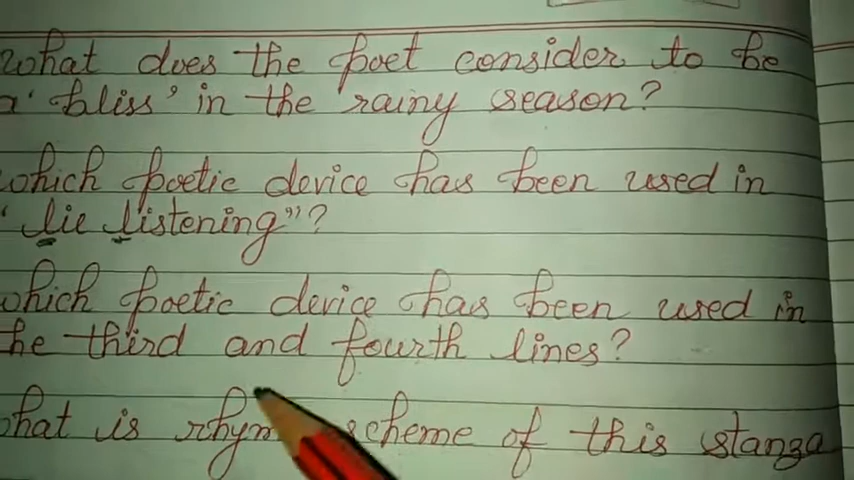 what does the poet consider to be
a 'bliss' in the rainy season?
which poetic device has been used in
"lie listening"?
which poetic device has been used in
the third and fourth lines?
what is scheme of this stanza